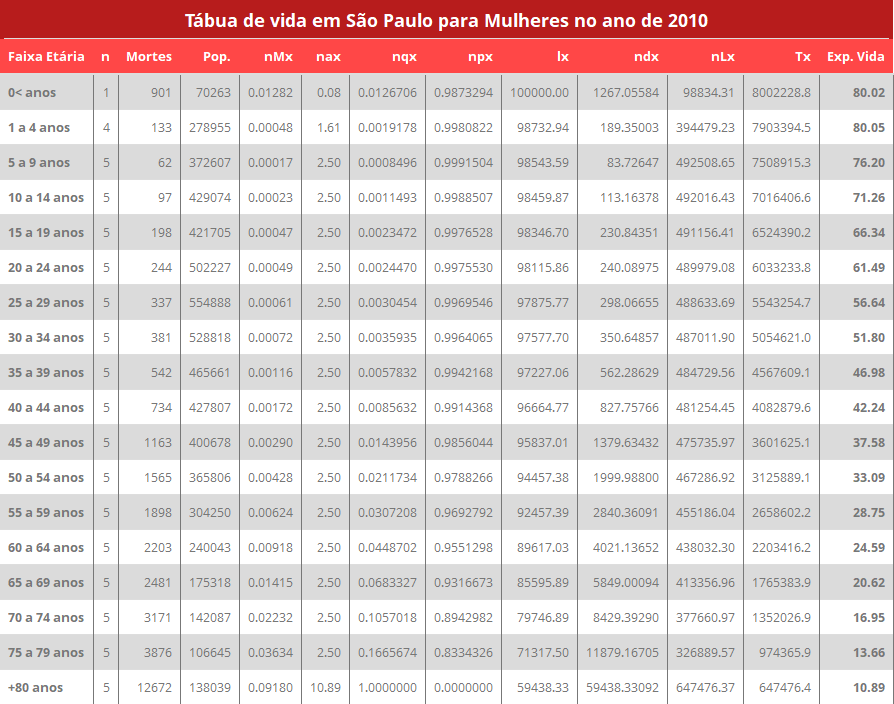 Tábua de vida em São Paulo para Mulheres no ano de 2010
Faixa Etária n Mortes Pop. nMx nax nqx npx lx ndx nLx Tx Exp. Vida
0< anos 1 901 70263 0.01282 0.08 0.0126706 0.9873294 100000.00 1267.05584 98834.31 8002228.8 80.02
1 a 4 anos 4 133 278955 0.00048 1.61 0.0019178 0.9980822 98732.94 189.35003 394479.23 7903394.5 80.05
5 a 9 anos 5 62 372607 0.00017 2.50 0.0008496 0.9991504 98543.59 83.72647 492508.65 7508915.3 76.20
10 a 14 anos 5 97 429074 0.00023 2.50 0.0011493 0.9988507 98459.87 113.16378 492016.43 7016406.6 71.26
15 a 19 anos 5 198 421705 0.00047 2.50 0.0023472 0.9976528 98346.70 230.84351 491156.41 6524390.2 66.34
20 a 24 anos 5 244 502227 0.00049 2.50 0.0024470 0.9975530 98115.86 240.08975 489979.08 6033233.8 61.49
25 a 29 anos 5 337 554888 0.00061 2.50 0.0030454 0.9969546 97875.77 298.06655 488633.69 5543254.7 56.64
30 a 34 anos 5 381 528818 0.00072 2.50 0.0035935 0.9964065 97577.70 350.64857 487011.90 5054621.0 51.80
35 a 39 anos 5 542 465661 0.00116 2.50 0.0057832 0.9942168 97227.06 562.28629 484729.56 4567609.1 46.98
40 a 44 anos 5 734 427807 0.00172 2.50 0.0085632 0.9914368 96664.77 827.75766 481254.45 4082879.6 42.24
45 a 49 anos 5 1163 400678 0.00290 2.50 0.0143956 0.9856044 95837.01 1379.63432 475735.97 3601625.1 37.58
50 a 54 anos 5 1565 365806 0.00428 2.50 0.0211734 0.9788266 94457.38 1999.98800 467286.92 3125889.1 33.09
55 a 59 anos 5 1898 304250 0.00624 2.50 0.0307208 0.9692792 92457.39 2840.36091 455186.04 2658602.2 28.75
60 a 64 anos 5 2203 240043 0.00918 2.50 0.0448702 0.9551298 89617.03 4021.13652 438032.30 2203416.2 24.59
65 a 69 anos 5 2481 175318 0.01415 2.50 0.0683327 0.9316673 85595.89 5849.00094 413356.96 1765383.9 20.62
70 a 74 anos 5 3171 142087 0.02232 2.50 0.1057018 0.8942982 79746.89 8429.39290 377660.97 1352026.9 16.95
75 a 79 anos 5 3876 106645 0.03634 2.50 0.1665674 0.8334326 71317.50 11879.16705 326889.57 974365.9 13.66
+80 anos 5 12672 138039 0.09180 10.89 1.0000000 0.0000000 59438.33 59438.33092 647476.37 647476.4 10.89